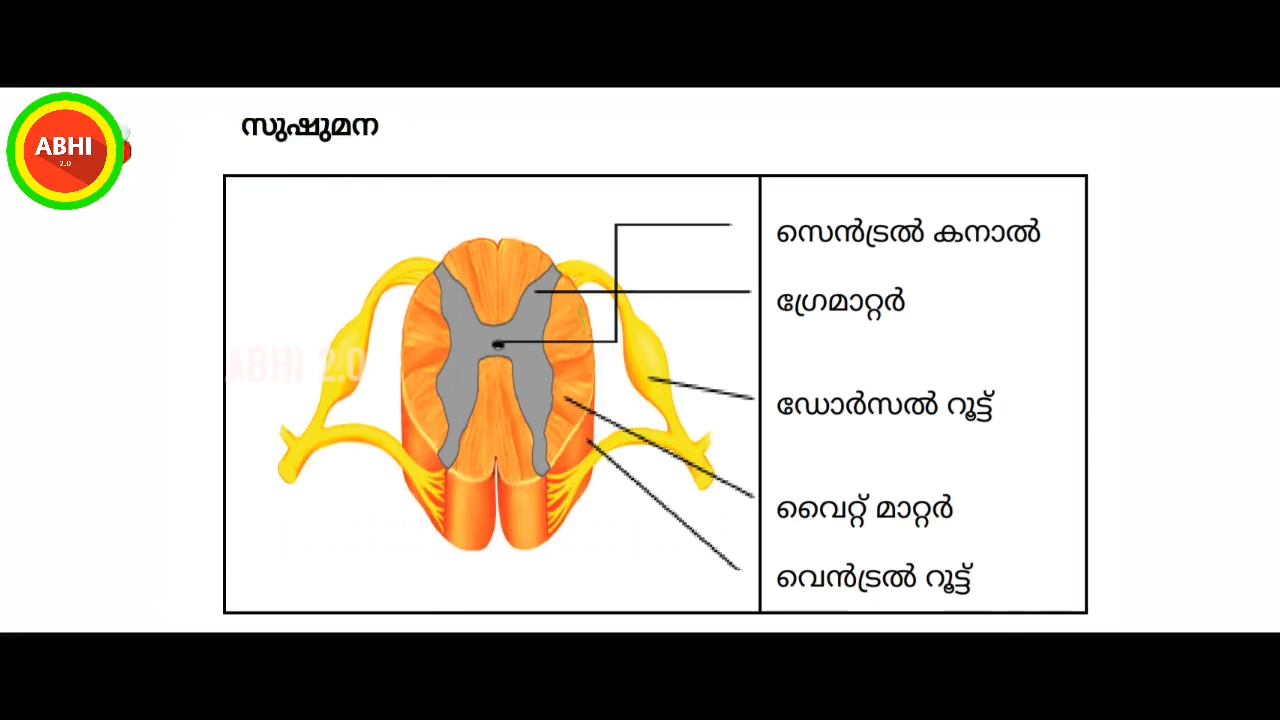 ABHI
2.0
സുഷുമന
സെൻട്രൽ കനാൽ
ഗ്രേമാറ്റർ
ABHI 2.0
ഡോർസൽ റൂട്ട്
വൈറ്റ് മാറ്റർ
വെൻട്രൽ റൂട്ട്